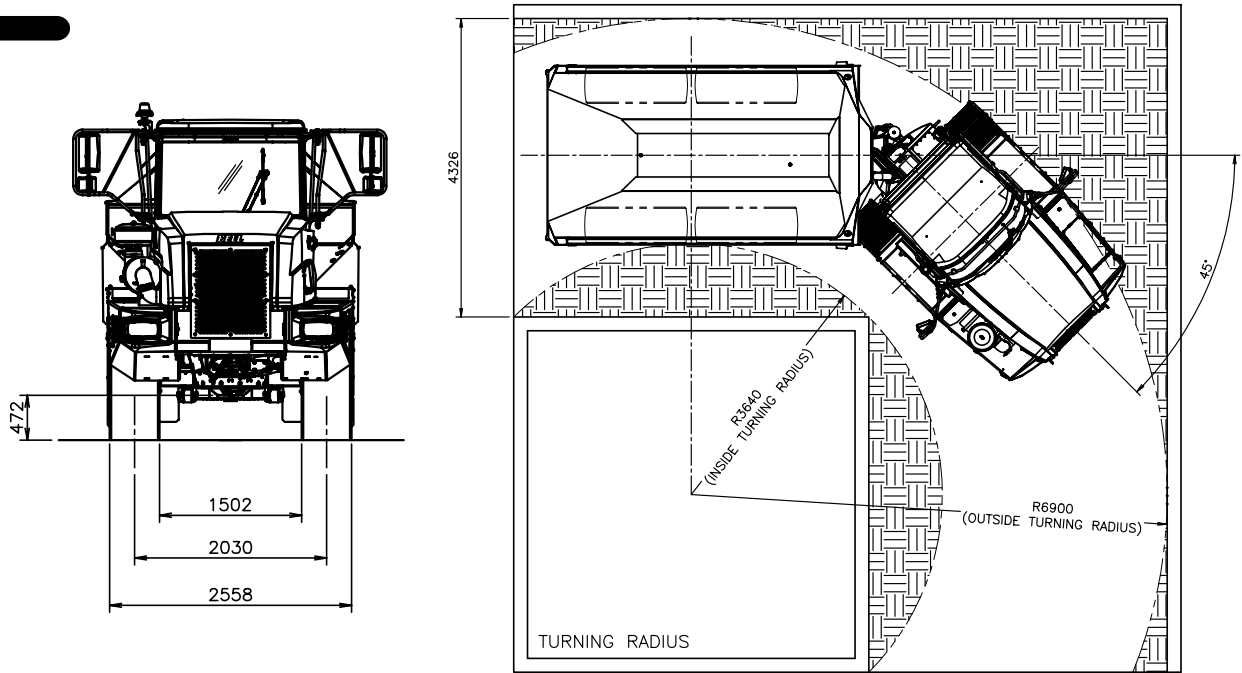 472
1502
2030
2558
4326
45°
R3640
(INSIDE TURNING RADIUS)
R6900
(OUTSIDE TURNING RADIUS)
TURNING RADIUS